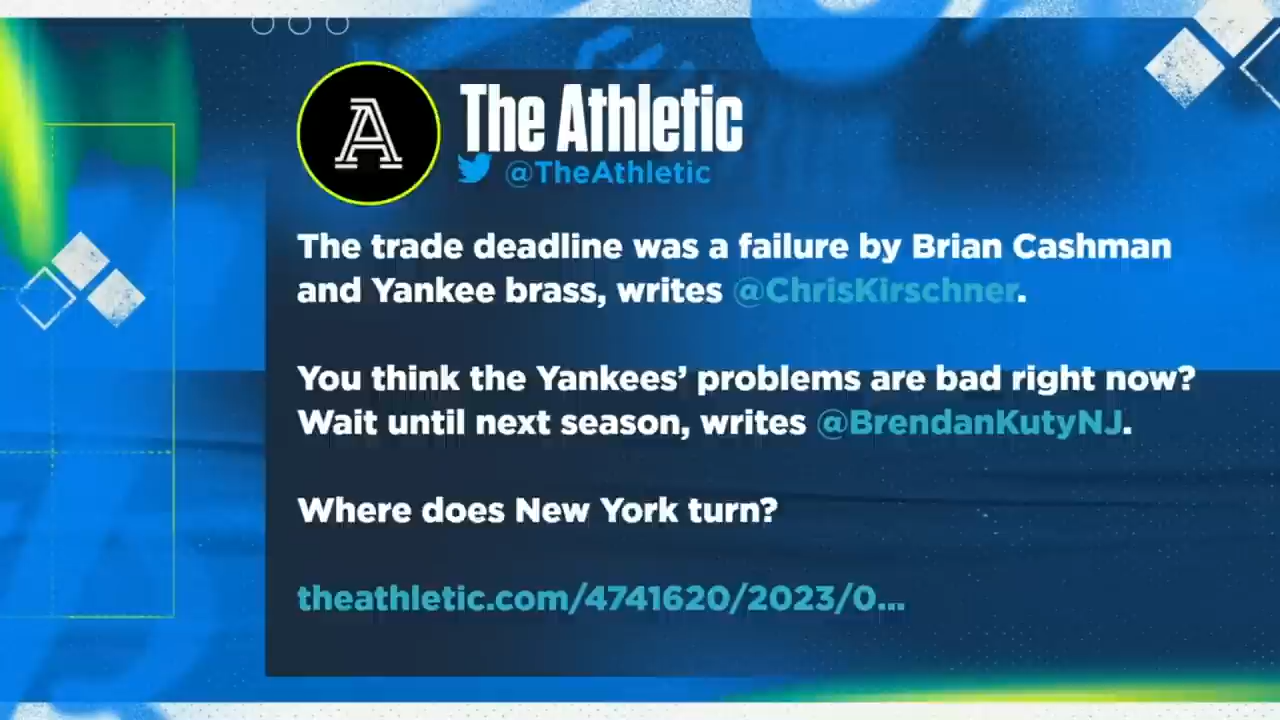 The Athletic
@TheAthletic
The trade deadline was a failure by Brian Cashman
and Yankee brass, writes @ChrisKirschner.
You think the Yankees’ problems are bad right now?
Wait until next season, writes @BrendanKutyNJ.
Where does New York turn?
theathletic.com/4741620/2023/0...